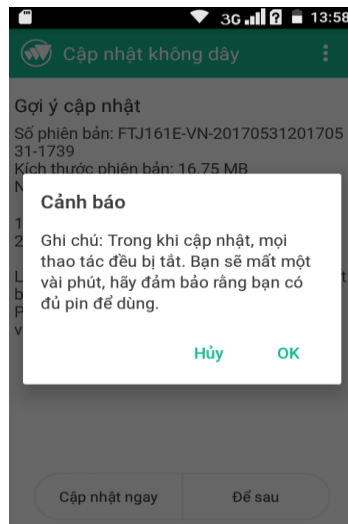 3G 13:58
Cập nhật không dây
Gợi ý cập nhật
Số phiên bản: FTJ161E-VN-20170531201705
31-1739
Kích thước phiên bản: 16.75 MB
Cảnh báo
Ghi chú: Trong khi cập nhật, mọi
thao tác đều bị tắt. Bạn sẽ mất một
vài phút, hãy đảm bảo rằng bạn có
đủ pin để dùng.
Hủy OK
Cập nhật ngay Để sau